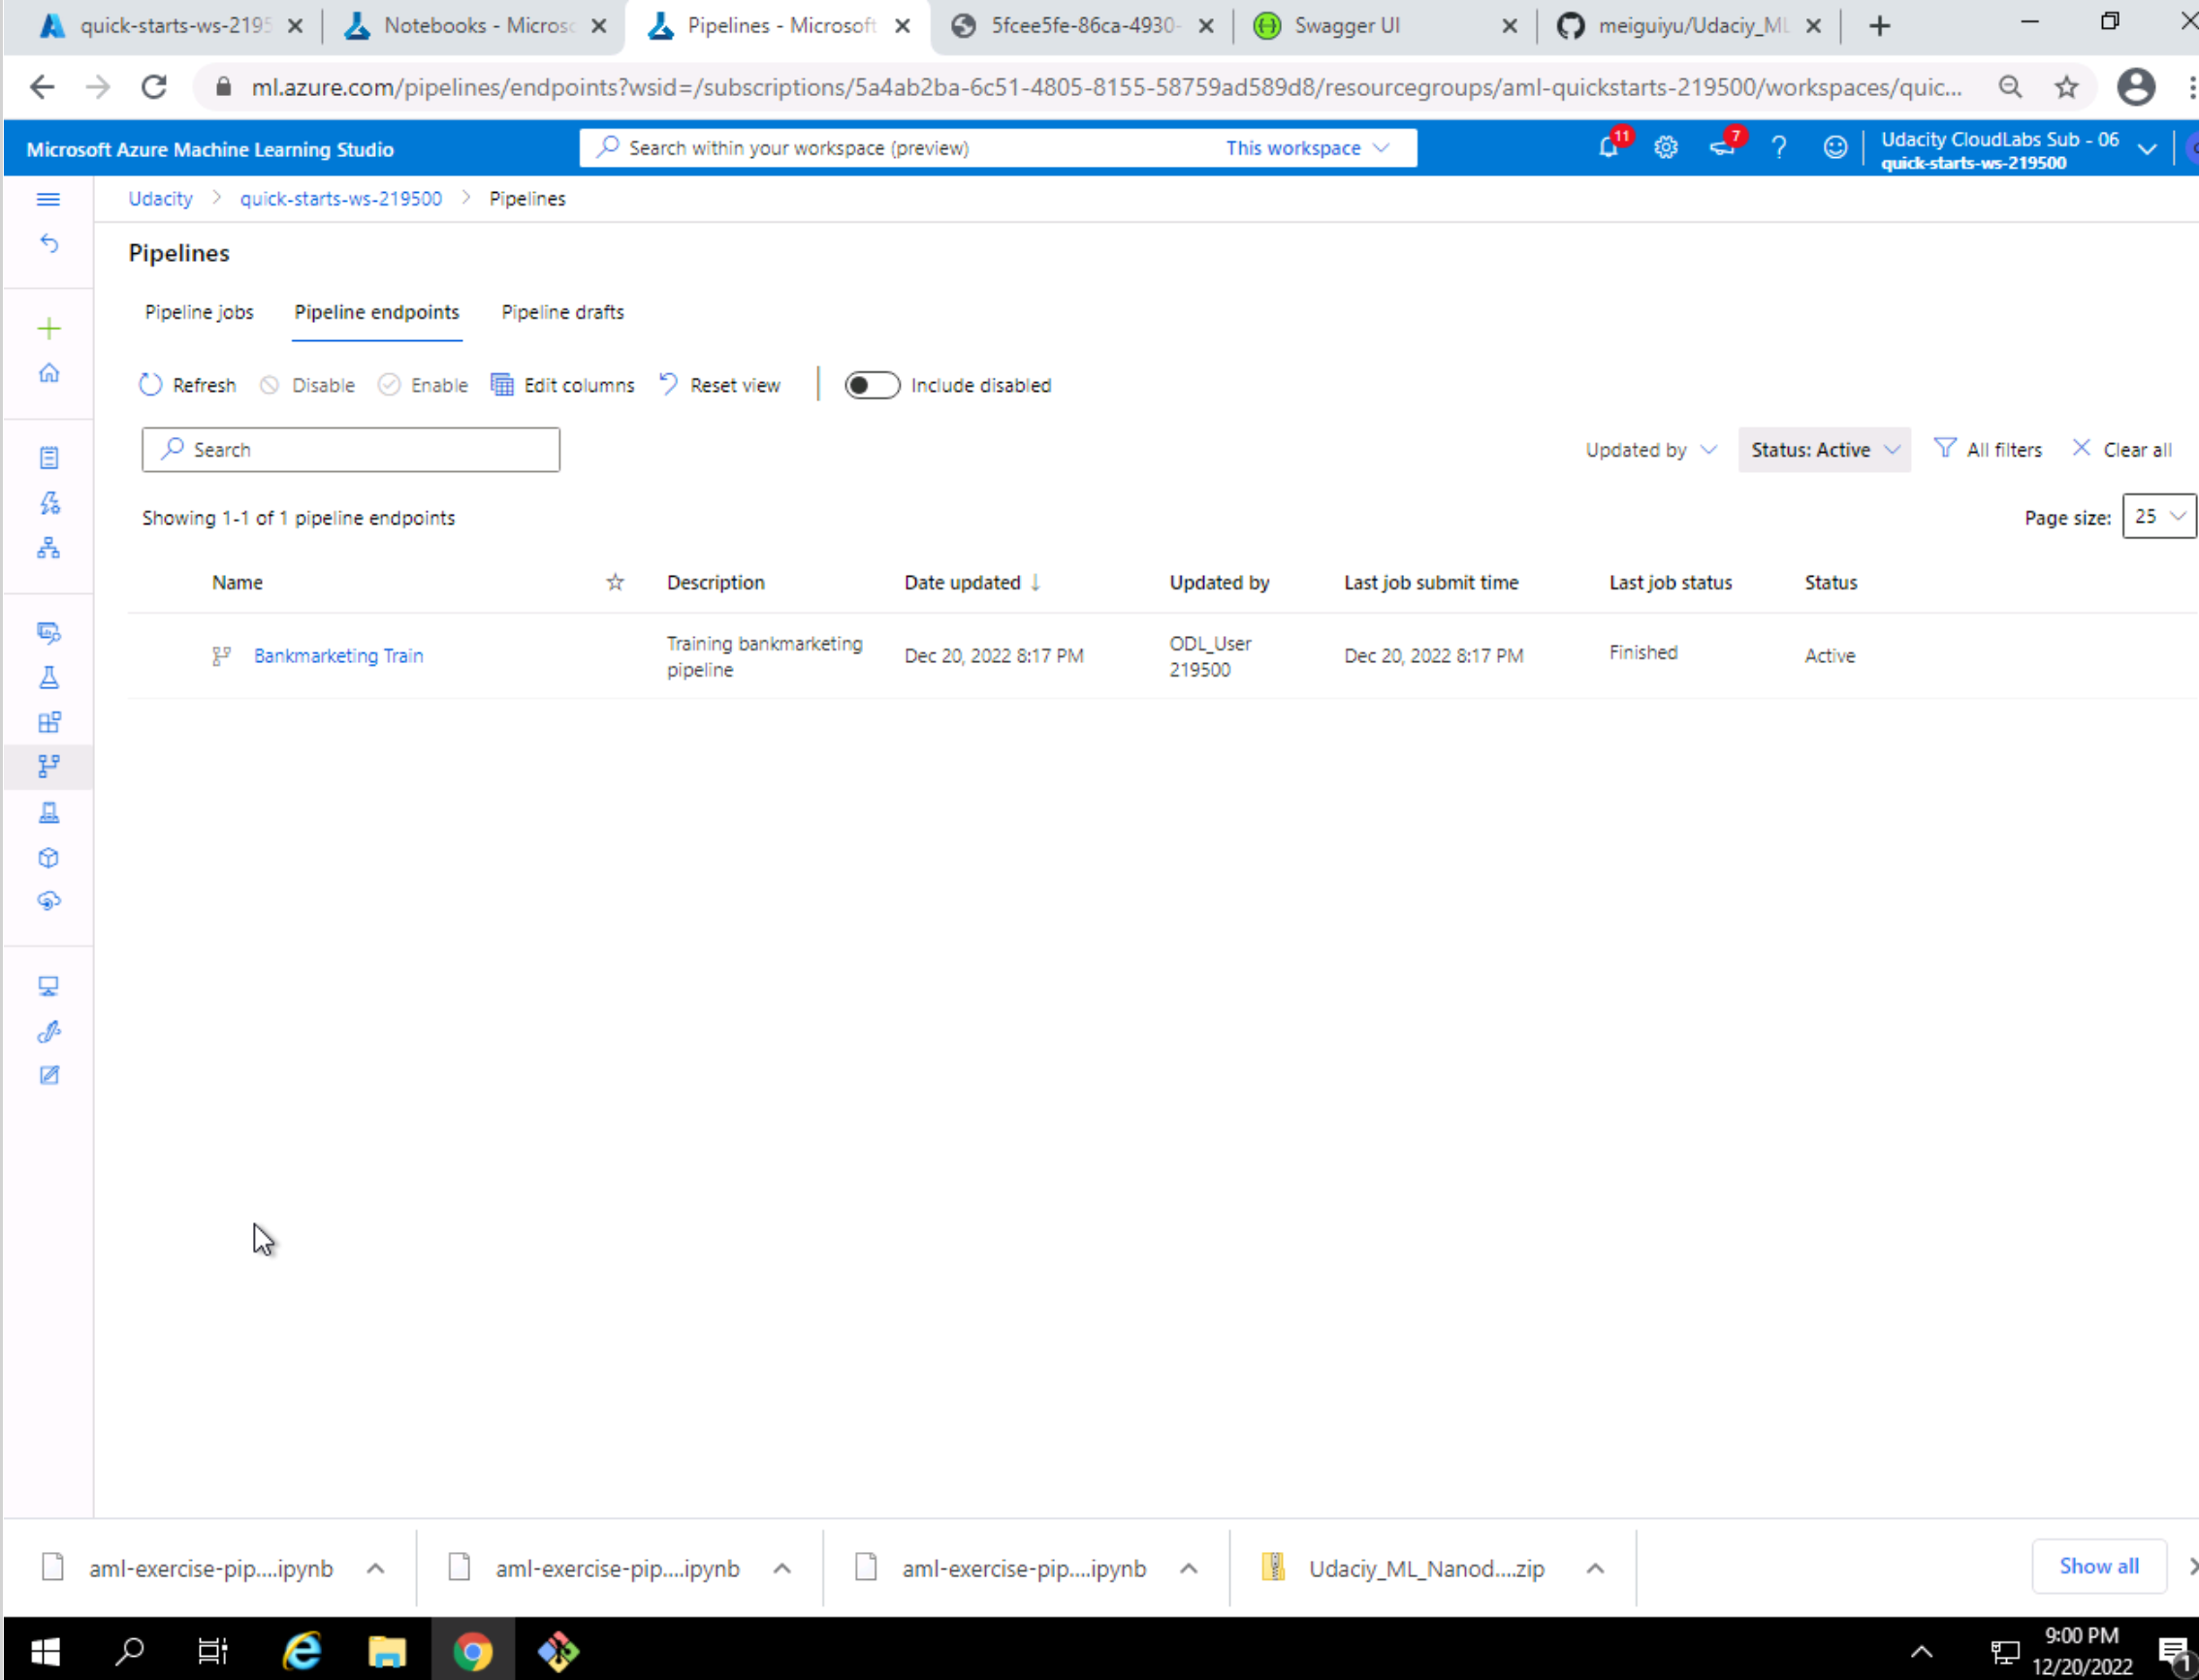 quick-starts-ws-2195
Notebooks - Microsc
Pipelines - Microsoft
5fcee5fe-86ca-4930-
Swagger UI
meiguiyu/Udaciy_ML
ml.azure.com/pipelines/endpoints?wsid=/subscriptions/5a4ab2ba-6c51-4805-8155-58759ad589d8/resourcegroups/aml-quickstarts-219500/workspaces/quic...
Microsoft Azure Machine Learning Studio
Search within your workspace (preview)
This workspace
11
7
Udacity CloudLabs Sub - 06
quick-starts-ws-219500
Udacity > quick-starts-ws-219500 > Pipelines
Pipelines
Pipeline jobs Pipeline endpoints Pipeline drafts
Refresh Disable Enable Edit columns Reset view Include disabled
Search
Updated by Status: Active All filters Clear all
Showing 1-1 of 1 pipeline endpoints
Page size: 25
Name Description Date updated ↓ Updated by Last job submit time Last job status Status
Bankmarketing Train
Training bankmarketing
pipeline
Dec 20, 2022 8:17 PM
ODL_User
219500
Dec 20, 2022 8:17 PM
Finished
Active
aml-exercise-pip....ipynb
aml-exercise-pip....ipynb
aml-exercise-pip....ipynb
Udaciy_ML_Nanod....zip
Show all
9:00 PM
12/20/2022
1